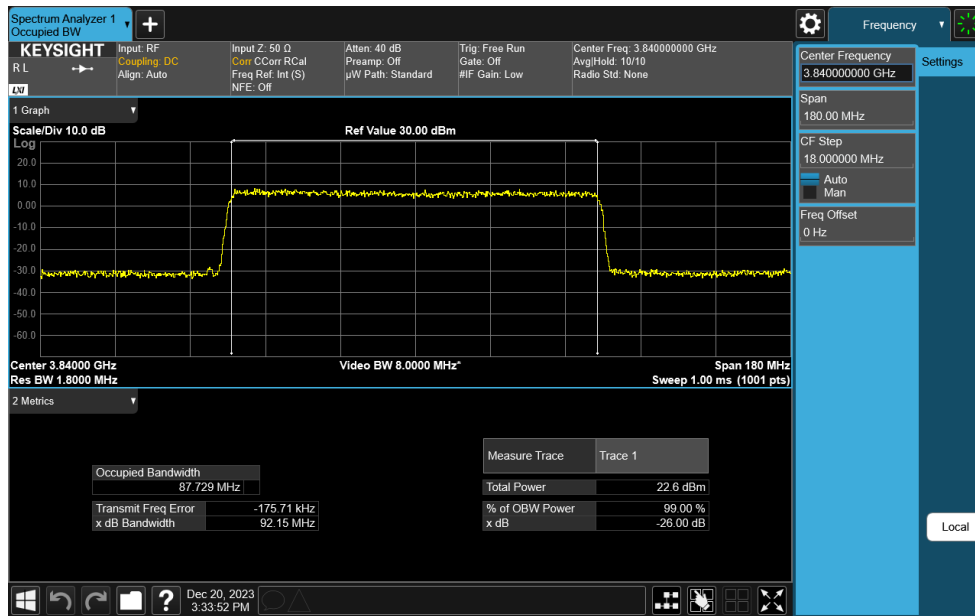 Spectrum Analyzer 1
Occupied BW
Frequency
KEYSIGHT
R L
LXI
Input: RF
Coupling: DC
Align: Auto
Input Z: 50 Ω
Corr CCorr RCal
Freq Ref: Int (S)
NFE: Off
Atten: 40 dB
Preamp: Off
µW Path: Standard
Trig: Free Run
Gate: Off
#IF Gain: Low
Center Freq: 3.840000000 GHz
Avg|Hold: 10/10
Radio Std: None
Center Frequency
3.840000000 GHz
Settings
Span
180.00 MHz
CF Step
18.000000 MHz
Auto
Man
Freq Offset
0 Hz
Local
1 Graph
Scale/Div 10.0 dB
Ref Value 30.00 dBm
Log
20.0
10.0
0.00
-10.0
-20.0
-30.0
-40.0
-50.0
-60.0
Center 3.84000 GHz
Video BW 8.0000 MHz*
Span 180 MHz
Res BW 1.8000 MHz
Sweep 1.00 ms (1001 pts)
2 Metrics
Measure Trace
Trace 1
Occupied Bandwidth
87.729 MHz
Total Power
22.6 dBm
Transmit Freq Error
-175.71 kHz
% of OBW Power
99.00 %
x dB Bandwidth
92.15 MHz
x dB
-26.00 dB
?
Dec 20, 2023
3:33:52 PM